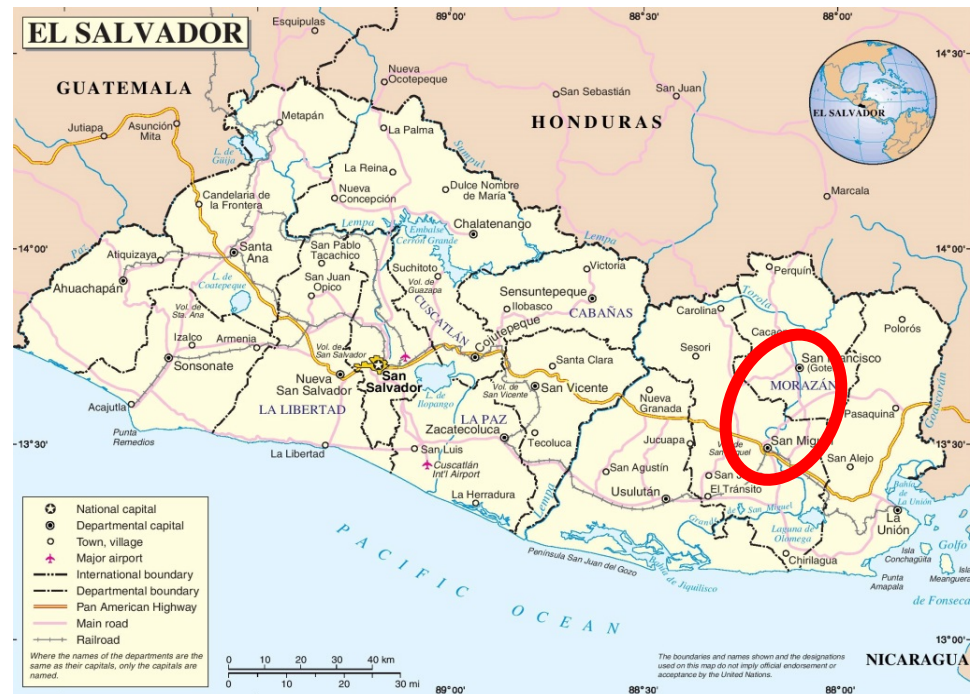 EL SALVADOR
89°00'
88°30'
88°00'
14°30'
Esquipulas
GUATEMALA
Nueva
Ocotepeque
San Sebastián
San Juan
HONDURAS
EL SALVADOR
Jutiapa
Asunción
Mita
Metapán
La Palma
L. de
Güija
Sumpul
La Reina
Nueva
Concepción
Dulce Nombre
de María
Marcala
Candelaria de
la Frontera
Lempa
Embalse
Cerrón Grande
Chalatenango
Lempa
14°00'
Paz
Atiquizaya
Santa
Ana
San Pablo
Tacachico
14°00'
Ahuachapán
L. de
Coatepeque
San Juan
Opico
Suchitoto
Vol. de
Guazapa
Victoria
Sensuntepeque
Ilobasco
CABAÑAS
Perquín
Torola
Carolina
Vol. de
Sta. Ana
CUSCATLÁN
Cojutepeque
Polorós
Izalco
Armenia
Vol. de
San Salvador
Sonsonate
Nueva
San Salvador
San
Salvador
Santa Clara
Sesori
MORAZÁN
L. de
Ilopango
Vol. de
San Vicente
San Vicente
Nueva
Granada
Goascorán
Acajutla
LA LIBERTAD
LA PAZ
Pasaquina
Punta
Remedios
Zacatecoluca
Tecoluca
Jucuapa
13°30'
La Libertad
San Luis
Cuscatlán
Int'l Airport
San Agustín
San Alejo
13°30'
El Tránsito
Usulután
Bahía
de
La Unión
La Herradura
Lempa
Grande de San Miguel
Laguna de
Olomega
La
Unión
Golfo
Isla
Conchagüita
Isla
Meanguera
Península San Juan del Gozo
Bahía de Jiquilisco
Chirilagua
Punta
Amapala
de Fonseca
PACIFIC OCEAN
National capital
Departmental capital
Town, village
Major airport
International boundary
Departmental boundary
Pan American Highway
Main road
Railroad
Where the names of the departments are the
same as their capitals, only the capitals are
named.
0 10 20 30 40 km
0 10 20 30 mi
The boundaries and names shown and the designations
used on this map do not imply official endorsement or
acceptance by the United Nations.
13°00'
NICARAGUA
89°00'
88°30'
88°00'